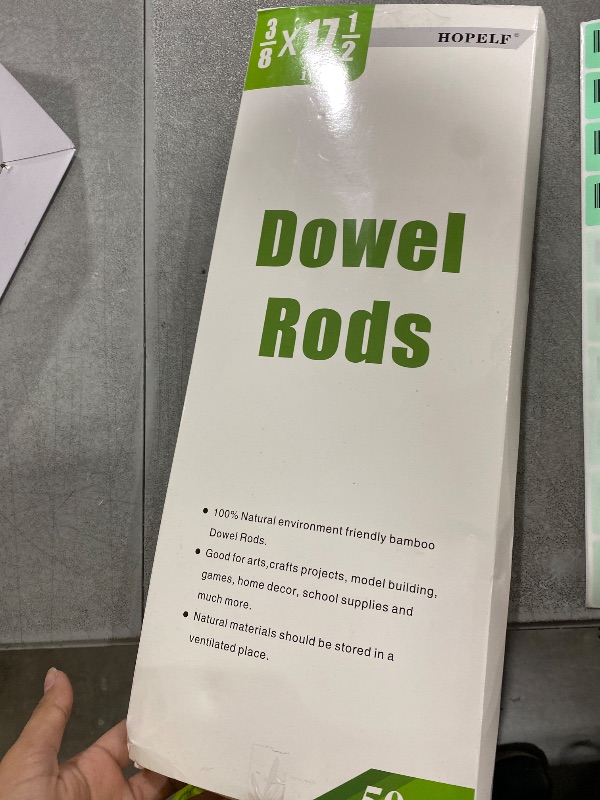 3/8 X 17 1/2
HOPELF®
Dowel
Rods
● 100% Natural environment friendly bamboo
Dowel Rods.
● Good for arts,crafts projects, model building,
games, home decor, school supplies and
much more.
● Natural materials should be stored in a
ventilated place.
50